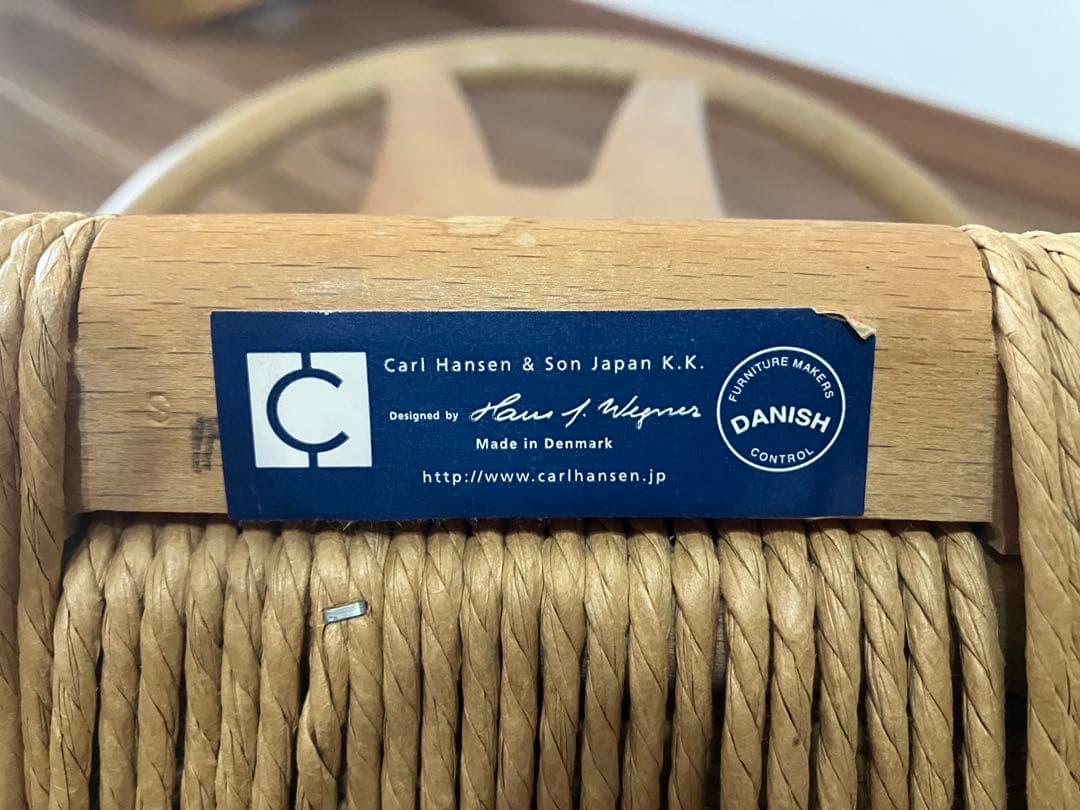 Carl Hansen & Son Japan K.K.
Designed by Hans J. Wegner
Made in Denmark
http://www.carlhansen.jp
FURNITURE MAKERS
DANISH
CONTROL